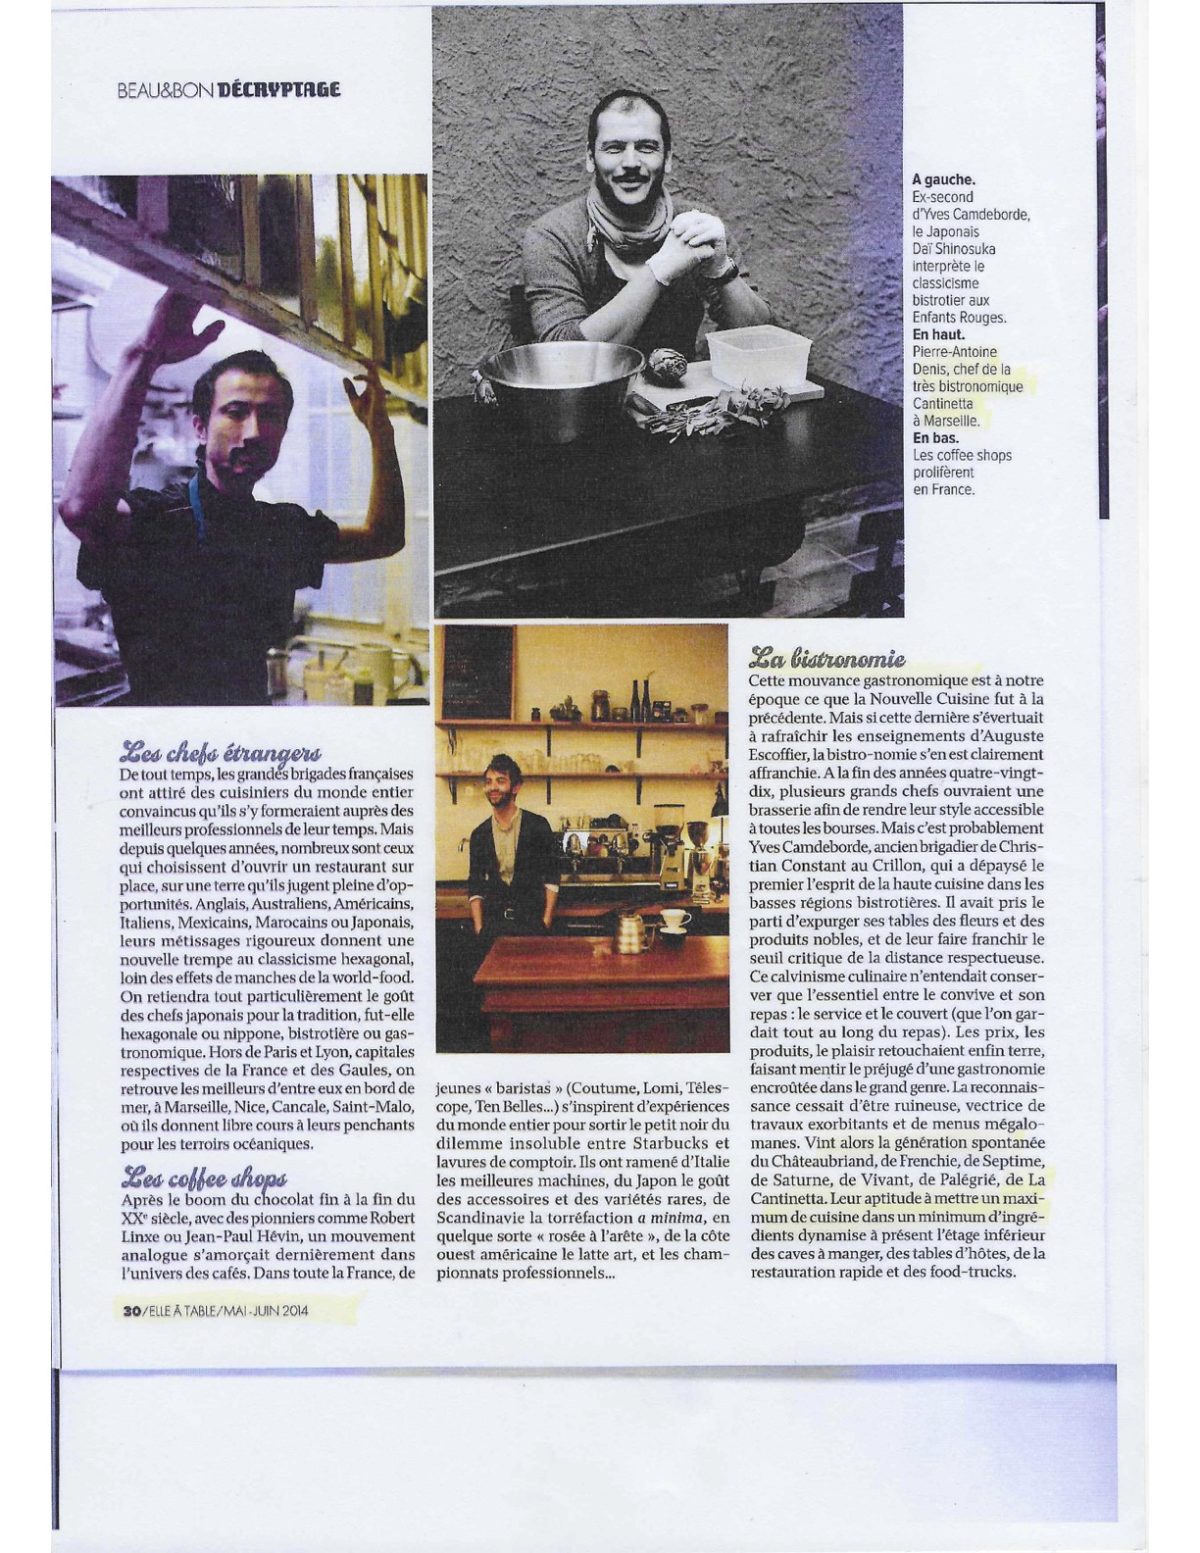 BEAU&BON DÉCRYPTAGE
A gauche.
Ex-second
d'Yves Camdeborde,
le Japonais
Daï Shinosuka
interprète le
classicisme
bistrotier aux
Enfants Rouges.
En haut.
Pierre-Antoine
Denis, chef de la
très bistronomique
Cantinetta
à Marseille.
En bas.
Les coffee shops
prolifèrent
en France.
Les chefs étrangers
De tout temps, les grandes brigades françaises
ont attiré des cuisiniers du monde entier
convaincus qu'ils s'y formeraient auprès des
meilleurs professionnels de leur temps. Mais
depuis quelques années, nombreux sont ceux
qui choisissent d'ouvrir un restaurant sur
place, sur une terre qu'ils jugent pleine d'op-
portunités. Anglais, Australiens, Américains,
Italiens, Mexicains, Marocains ou Japonais,
leurs métissages rigoureux donnent une
nouvelle trempe au classicisme hexagonal,
loin des effets de manches de la world-food.
On retiendra tout particulièrement le goût
des chefs japonais pour la tradition, fut-elle
hexagonale ou nippone, bistrotière ou gas-
tronomique. Hors de Paris et Lyon, capitales
respectives de la France et des Gaules, on
retrouve les meilleurs d'entre eux en bord de
mer, à Marseille, Nice, Cancale, Saint-Malo,
où ils donnent libre cours à leurs penchants
pour les terroirs océaniques.
Les coffee shops
Après le boom du chocolat fin à la fin du
XXe siècle, avec des pionniers comme Robert
Linxe ou Jean-Paul Hévin, un mouvement
analogue s'amorçait dernièrement dans
l'univers des cafés. Dans toute la France, de
jeunes « baristas » (Coutume, Lomi, Téles-
cope, Ten Belles...) s'inspirent d'expériences
du monde entier pour sortir le petit noir du
dilemme insoluble entre Starbucks et
lavures de comptoir. Ils ont ramené d'Italie
les meilleures machines, du Japon le goût
des accessoires et des variétés rares, de
Scandinavie la torréfaction a minima, en
quelque sorte « rosée à l'arête », de la côte
ouest américaine le latte art, et les cham-
pionnats professionnels...
La bistronomie
Cette mouvance gastronomique est à notre
époque ce que la Nouvelle Cuisine fut à la
précédente. Mais si cette dernière s'évertuait
à rafraîchir les enseignements d'Auguste
Escoffier, la bistro-nomie s'en est clairement
affranchie. A la fin des années quatre-vingt-
dix, plusieurs grands chefs ouvraient une
brasserie afin de rendre leur style accessible
à toutes les bourses. Mais c'est probablement
Yves Camdeborde, ancien brigadier de Chris-
tian Constant au Crillon, qui a dépaysé le
premier l'esprit de la haute cuisine dans les
basses régions bistrotières. Il avait pris le
parti d'expurger ses tables des fleurs et des
produits nobles, et de leur faire franchir le
seuil critique de la distance respectueuse.
Ce calvinisme culinaire n'entendait conser-
ver que l'essentiel entre le convive et son
repas : le service et le couvert (que l'on gar-
dait tout au long du repas). Les prix, les
produits, le plaisir retouchaient enfin terre,
faisant mentir le préjugé d'une gastronomie
encroûtée dans le grand genre. La reconnais-
sance cessait d'être ruineuse, vectrice de
travaux exorbitants et de menus mégalo-
manes. Vint alors la génération spontanée
du Châteaubriand, de Frenchie, de Septime,
de Saturne, de Vivant, de Palégrié, de La
Cantinetta. Leur aptitude à mettre un maxi-
mum de cuisine dans un minimum d'ingré-
dients dynamise à présent l'étage inférieur
des caves à manger, des tables d'hôtes, de la
restauration rapide et des food-trucks.
30/ELLE À TABLE/MAI-JUIN 2014